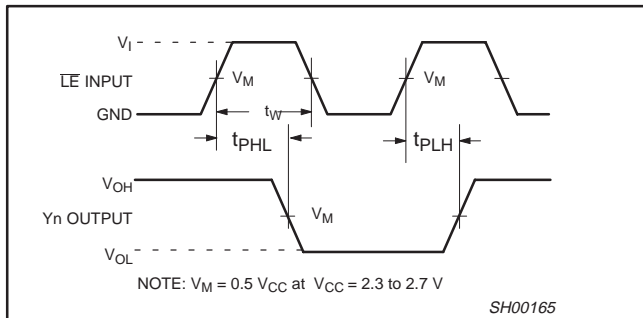 VI
LE INPUT
VM
VM
GND
tW
tPHL
tPLH
VOH
Yn OUTPUT
VM
VOL
NOTE: VM = 0.5 VCC at VCC = 2.3 to 2.7 V
SH00165